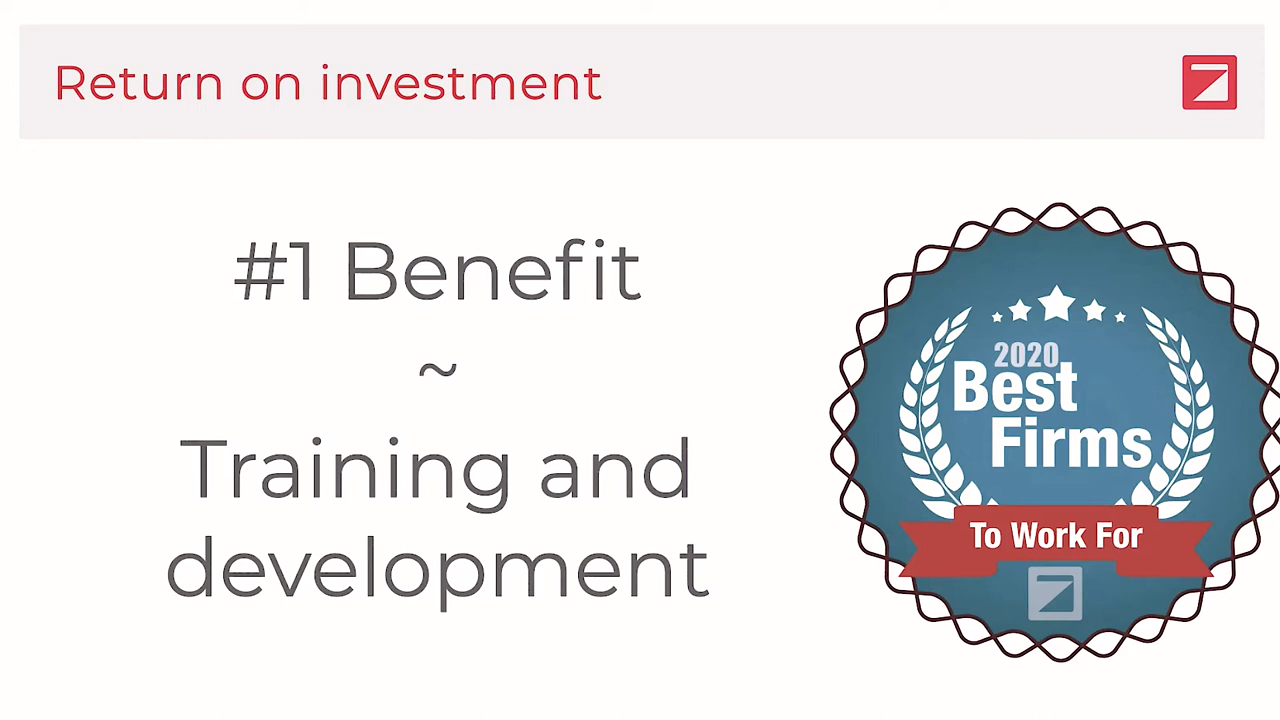 Return on investment
#1 Benefit
~
Training and
development
2020
Best
Firms
To Work For